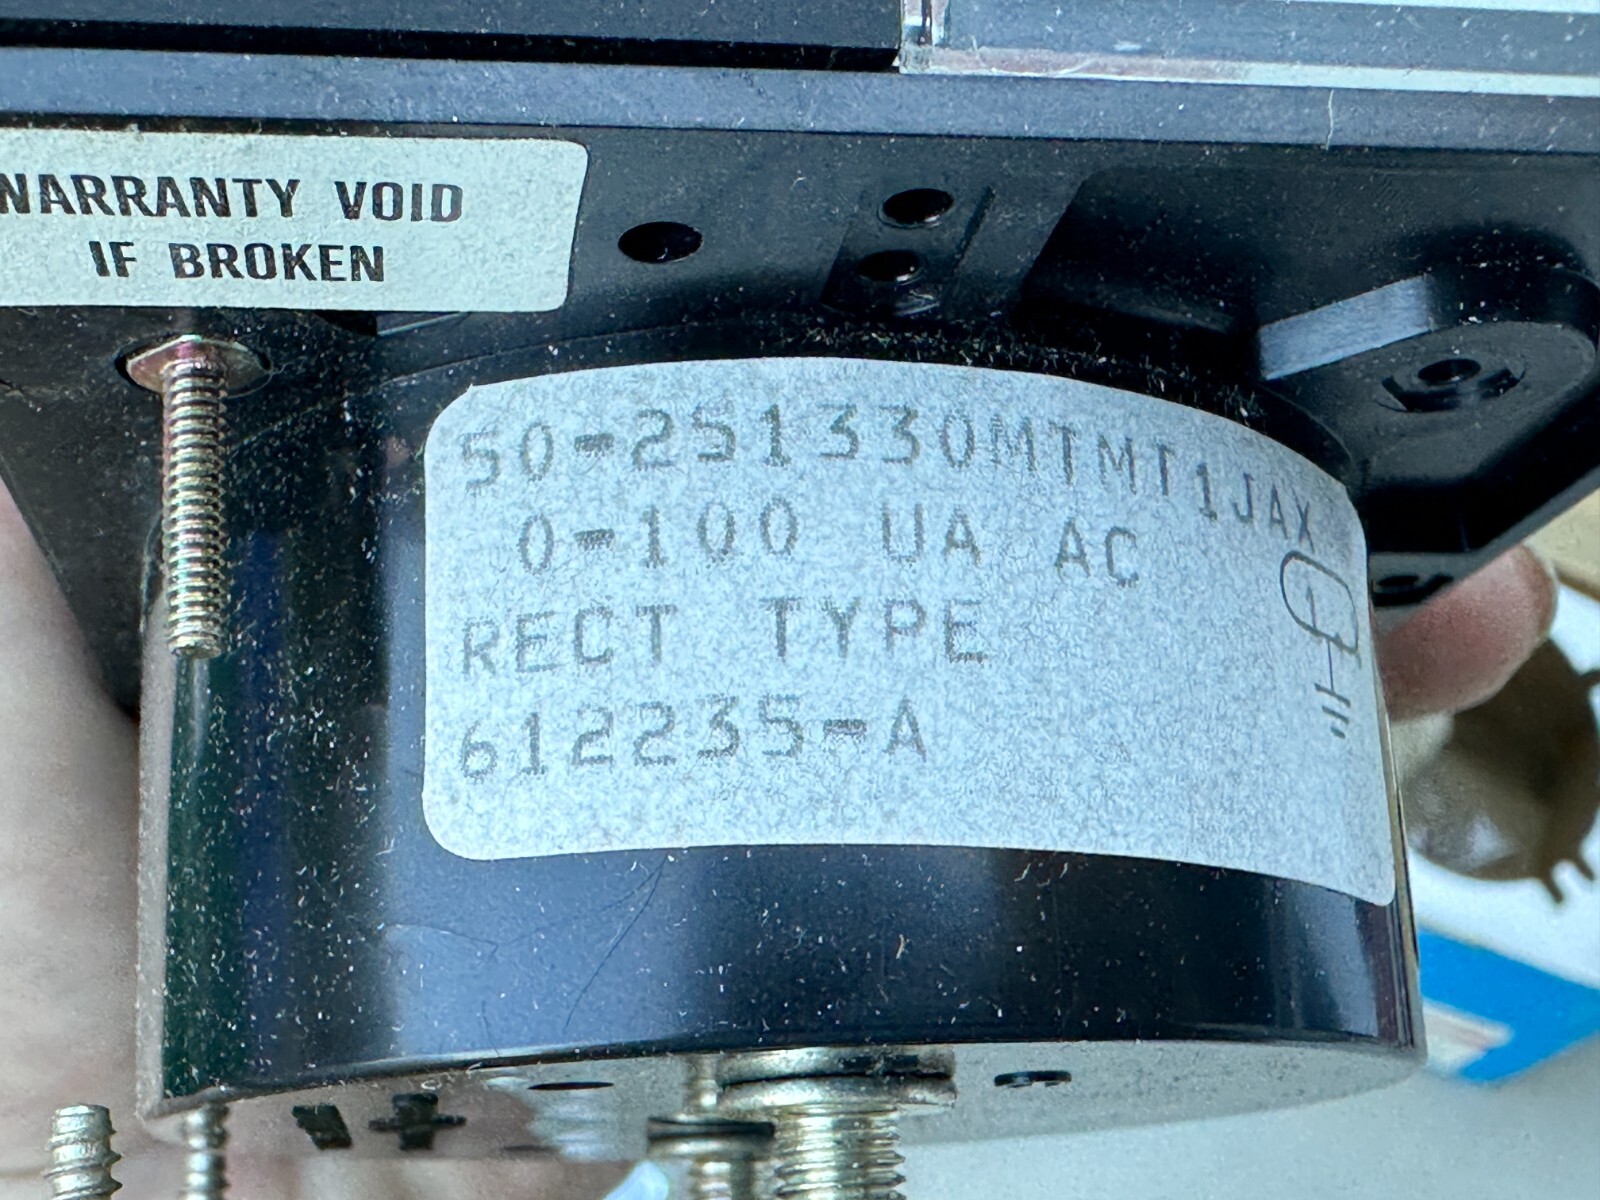 WARRANTY VOID
IF BROKEN
50-251330MTMT1JAX
0-100 UA AC
RECT TYPE
612235-A
+